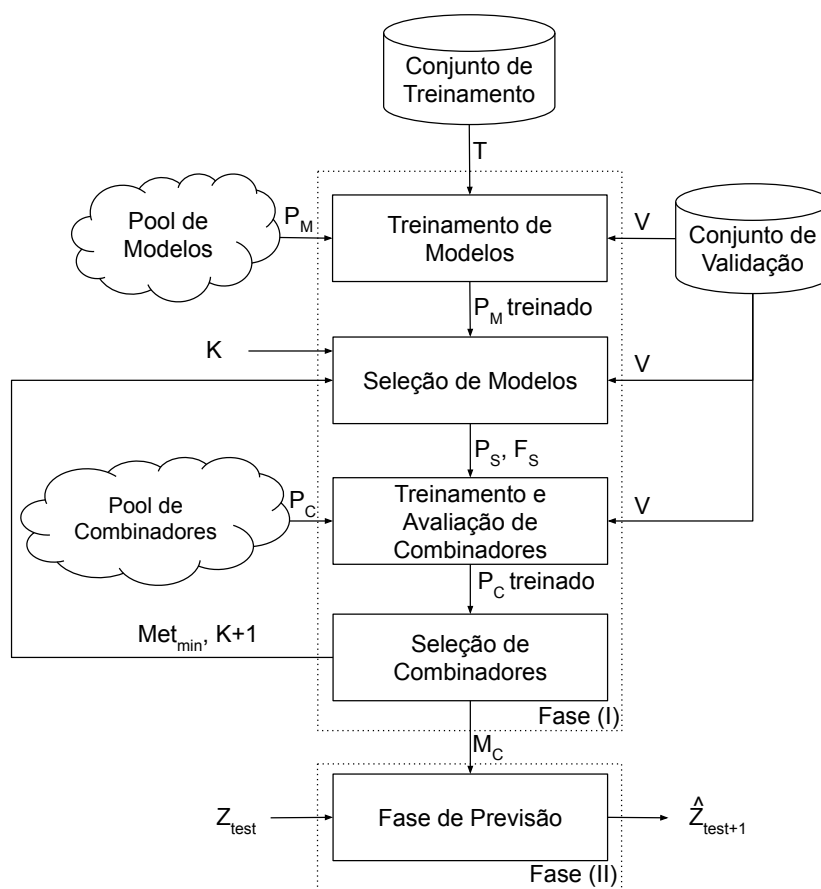 Conjunto de
Treinamento
T
Pool de
Modelos
P_M
Treinamento de
Modelos
V
Conjunto de
Validação
P_M treinado
K
Seleção de Modelos
V
P_S, F_S
Pool de
Combinadores
P_C
Treinamento e
Avaliação de
Combinadores
V
P_C treinado
Met_min, K+1
Seleção de
Combinadores
Fase (I)
M_C
Z_test
Fase de Previsão
Ẑ_test+1
Fase (II)